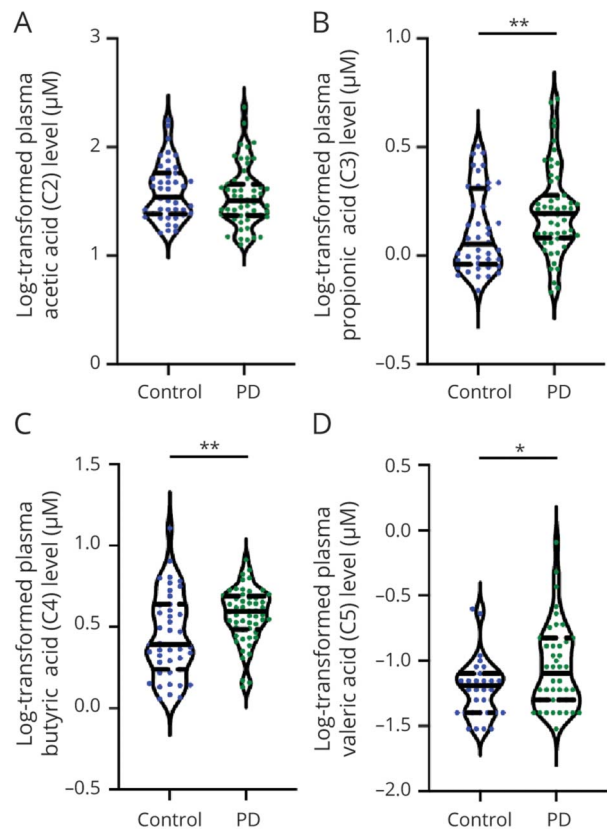 A
Log-transformed plasma
acetic acid (C2) level (μM)
3
2
1
0
Control
PD
B
**
Log-transformed plasma
propionic acid (C3) level (μM)
1.0
0.5
0.0
−0.5
Control
PD
C
**
Log-transformed plasma
butyric acid (C4) level (μM)
1.5
1.0
0.5
0.0
−0.5
Control
PD
D
*
Log-transformed plasma
valeric acid (C5) level (μM)
0.5
0.0
−0.5
−1.0
−1.5
−2.0
Control
PD